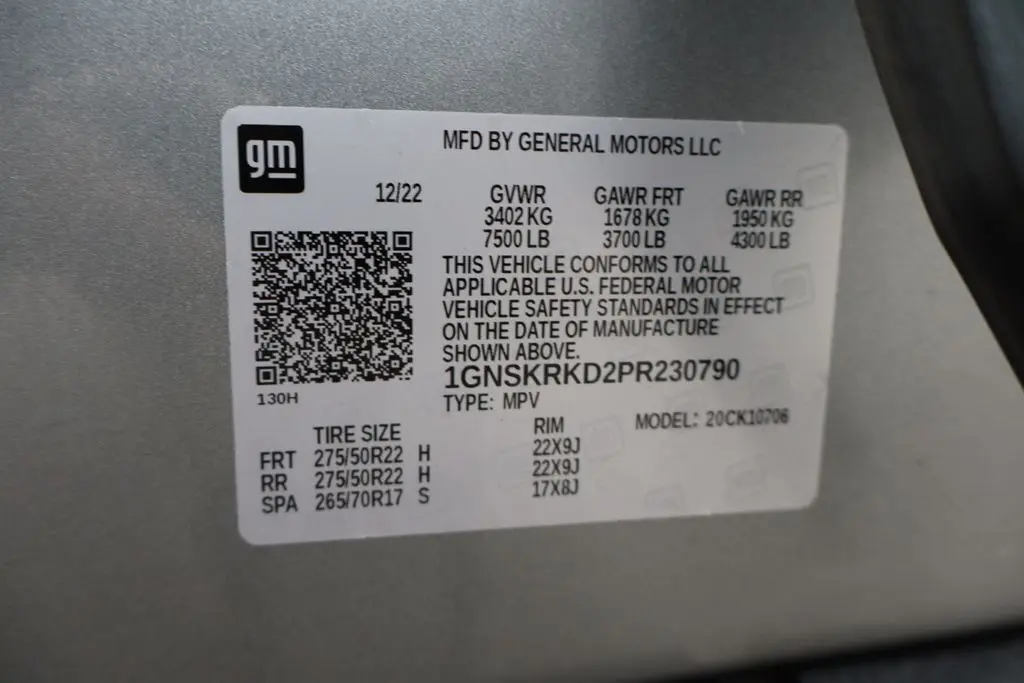 gm
MFD BY GENERAL MOTORS LLC
12/22 GVWR GAWR FRT GAWR RR
3402 KG 1678 KG 1950 KG
7500 LB 3700 LB 4300 LB
THIS VEHICLE CONFORMS TO ALL
APPLICABLE U.S. FEDERAL MOTOR
VEHICLE SAFETY STANDARDS IN EFFECT
ON THE DATE OF MANUFACTURE
SHOWN ABOVE.
1GNSKRKD2PR230790
130H
TYPE: MPV
TIRE SIZE RIM MODEL: 20CK10706
FRT 275/50R22 H 22X9J
RR 275/50R22 H 22X9J
SPA 265/70R17 S 17X8J